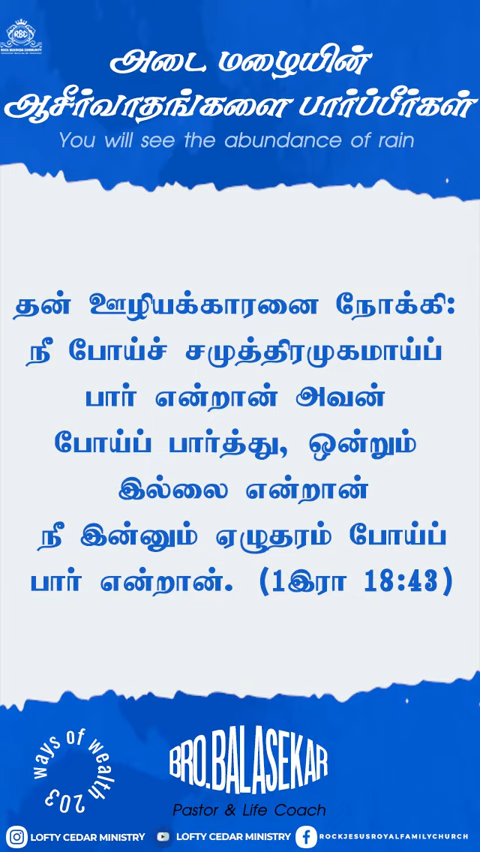 RBC
அடை மழையின்
ஆசீர்வாதங்களை பார்ப்பீர்கள்
You will see the abundance of rain
தன் ஊழியக்காரனை நோக்கி:
நீ போய்ச் சமுத்திரமுகமாய்ப்
பார் என்றான் அவன்
போய்ப் பார்த்து, ஒன்றும்
இல்லை என்றான்
நீ இன்னும் ஏழுதரம் போய்ப்
பார் என்றான். (1இரா 18:43)
ways of wealth 203
BRO.BALASEKAR
Pastor & Life Coach
LOFTY CEDAR MINISTRY LOFTY CEDAR MINISTRY ROCKJESUSROYALFAMILYCHURCH